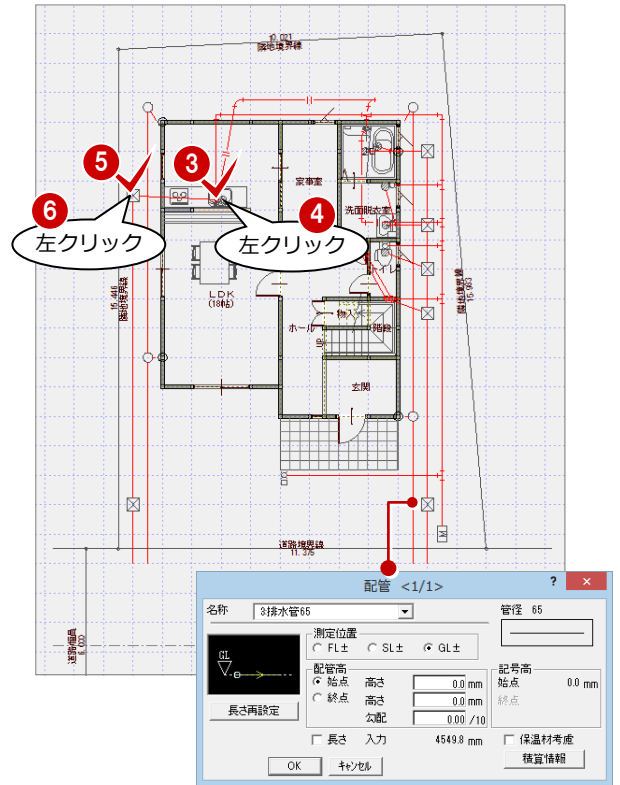 10.021
隣地境界線
5
3
家事室
6
4
洗面脱衣室
左クリック
左クリック
トイレ
15.446
隣地境界線
LDK
(18帖)
隣地境界線
15.963
物入
ホール
階段
UP
玄関
M
道路境界線
11.375
道路幅員
6.000
配管 <1/1>
? ×
名称 3排水管65
管径 65
測定位置
FL± SL± GL±
GL
配管高
始点 高さ 0.0 mm
終点 高さ 0.0 mm
勾配 0.00 /10
記号高
始点 0.0 mm
終点
長さ再設定
長さ 入力 4549.8 mm
保温材考慮
OK キャンセル
積算情報